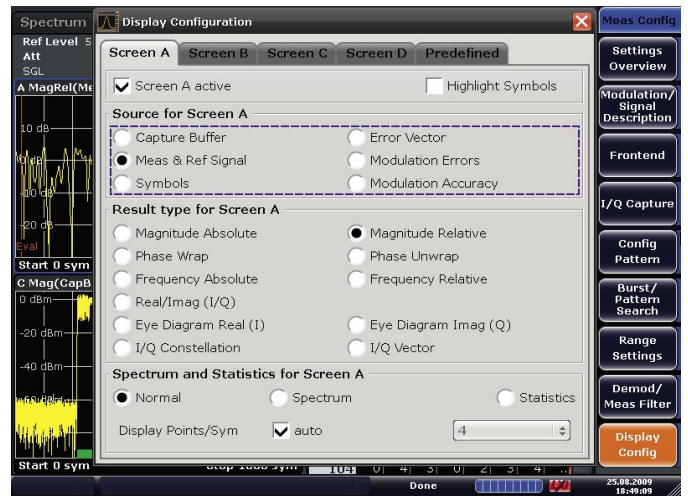 Spectrum
Display Configuration
Meas Config
Ref Level 5
Att
SGL
Screen A Screen B Screen C Screen D Predefined
Settings
Overview
A MagRel(Me
Screen A active Highlight Symbols
Modulation/
Signal
Description
Source for Screen A
10 dB
Capture Buffer Error Vector
Meas & Ref Signal Modulation Errors
Frontend
Symbols Modulation Accuracy
I/Q Capture
Result type for Screen A
-20 dB
Magnitude Absolute Magnitude Relative
Eval
Phase Wrap Phase Unwrap
Config
Pattern
Start 0 sym
Frequency Absolute Frequency Relative
C Mag(CapB
Real/Imag (I/Q)
0 dBm
Burst/
Pattern
Search
Eye Diagram Real (I) Eye Diagram Imag (Q)
-20 dBm
I/Q Constellation I/Q Vector
Range
Settings
-40 dBm
Spectrum and Statistics for Screen A
Normal Spectrum Statistics
Demod/
Meas Filter
Display Points/Sym auto 4
Display
Config
Start 0 sym
Done
25.08.2009
18:49:09